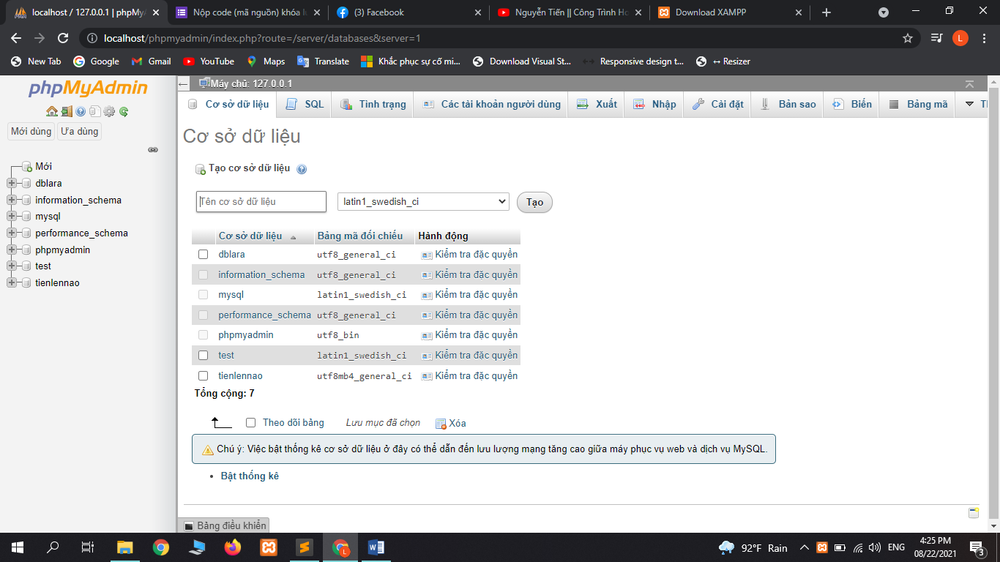 localhost / 127.0.0.1 | phpMyA
Nộp code (mã nguồn) khóa l
(3) Facebook
Nguyễn Tiến || Công Trình Ho
Download XAMPP
localhost/phpmyadmin/index.php?route=/server/databases&server=1
L
New Tab
Google
Gmail
YouTube
Maps
Translate
Khắc phục sự cố mi...
Download Visual St...
Responsive design t...
↔ Resizer
phpMyAdmin
Mới dùng
Ưa dùng
Mới
dblara
information_schema
mysql
performance_schema
phpmyadmin
test
tienlennao
Máy chủ: 127.0.0.1
Cơ sở dữ liệu
SQL
Tình trạng
Các tài khoản người dùng
Xuất
Nhập
Cài đặt
Bản sao
Biến
Bảng mã
Cơ sở dữ liệu
Tạo cơ sở dữ liệu
Tên cơ sở dữ liệu
latin1_swedish_ci
Tạo
Cơ sở dữ liệu Bảng mã đối chiếu Hành động
dblara utf8_general_ci Kiểm tra đặc quyền
information_schema utf8_general_ci Kiểm tra đặc quyền
mysql latin1_swedish_ci Kiểm tra đặc quyền
performance_schema utf8_general_ci Kiểm tra đặc quyền
phpmyadmin utf8_bin Kiểm tra đặc quyền
test latin1_swedish_ci Kiểm tra đặc quyền
tienlennao utf8mb4_general_ci Kiểm tra đặc quyền
Tổng cộng: 7
Theo dõi bảng Lưu mục đã chọn Xóa
Chú ý: Việc bật thống kê cơ sở dữ liệu ở đây có thể dẫn đến lưu lượng mạng tăng cao giữa máy phục vụ web và dịch vụ MySQL.
Bật thống kê
Bảng điều khiển
92°F Rain
ENG
4:25 PM
08/22/2021
3